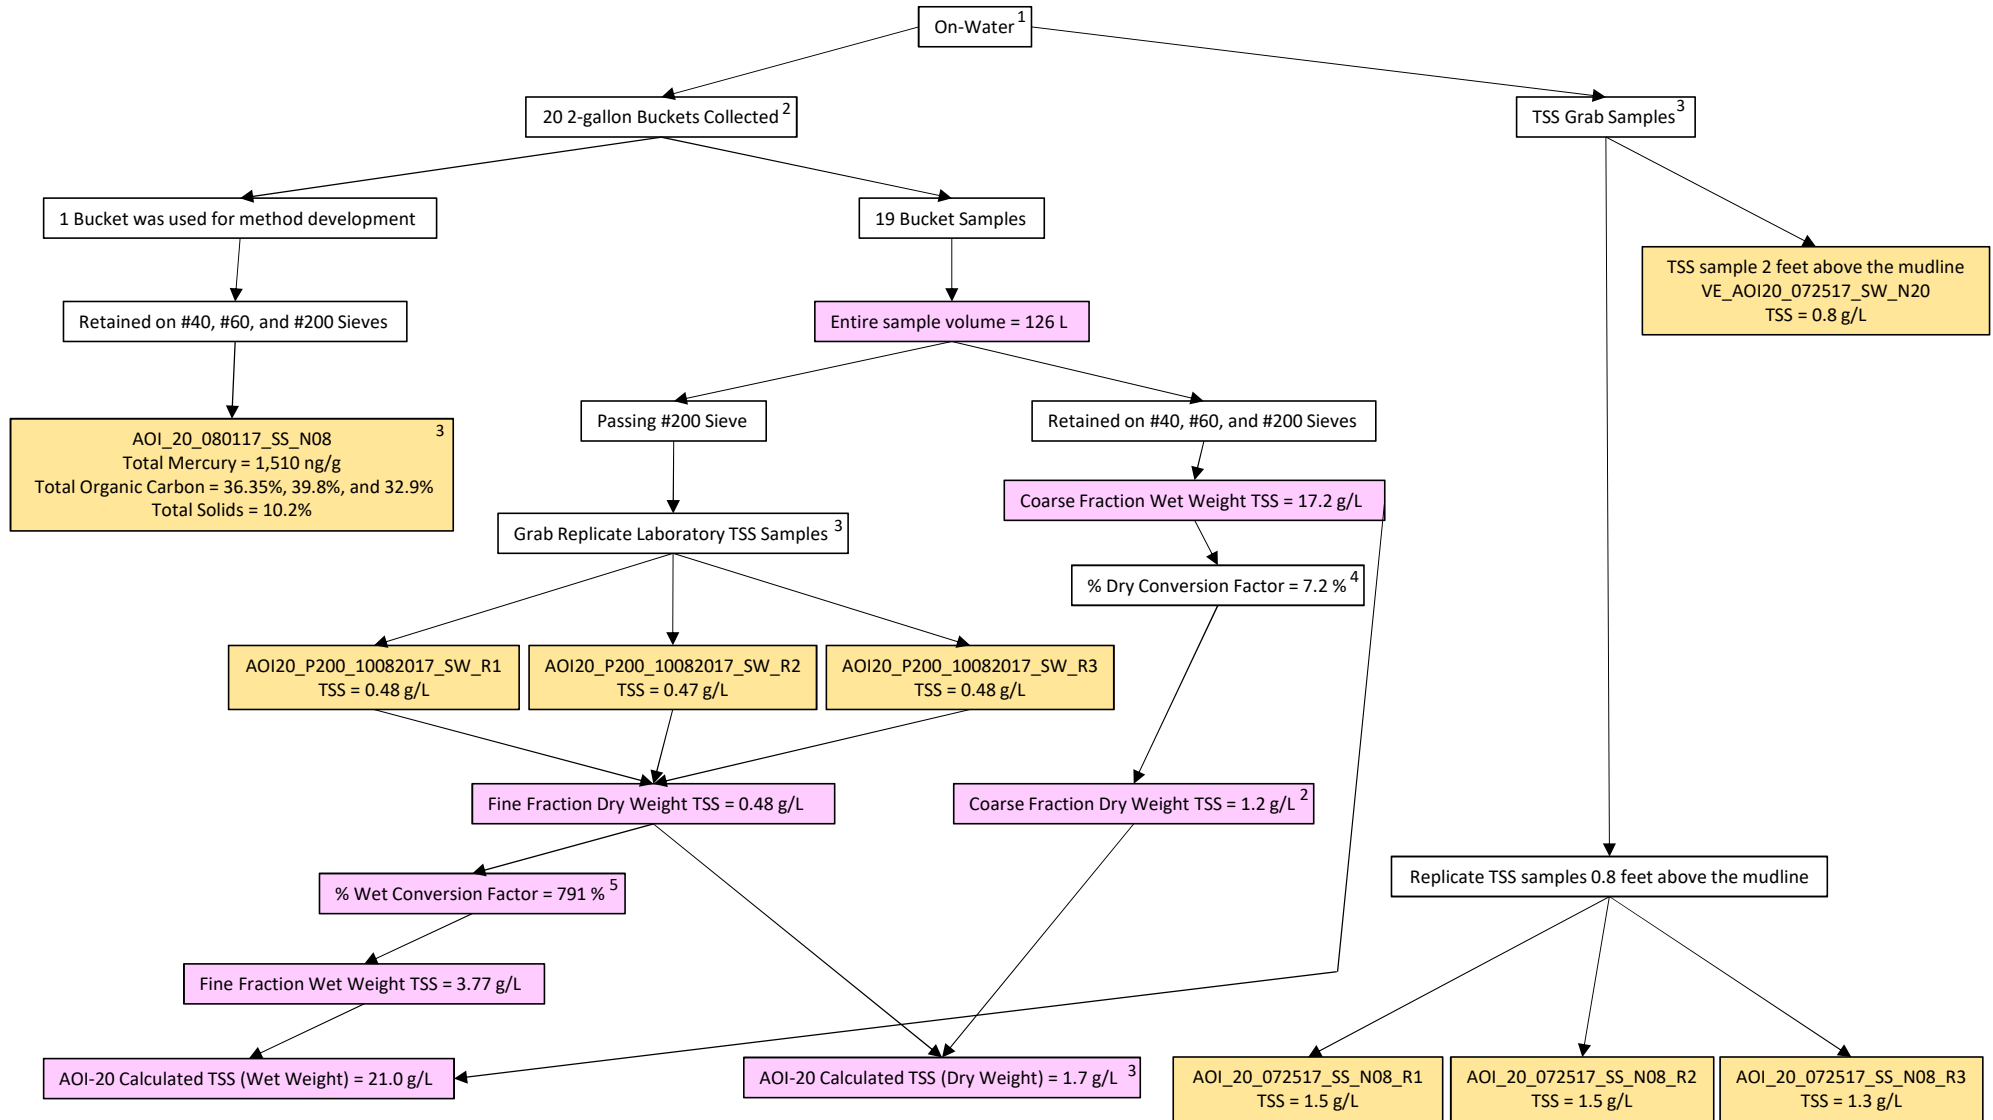 On-Water 1
20 2-gallon Buckets Collected 2
TSS Grab Samples 3
1 Bucket was used for method development
19 Bucket Samples
TSS sample 2 feet above the mudline
VE_AOI20_072517_SW_N20
TSS = 0.8 g/L
Retained on #40, #60, and #200 Sieves
Entire sample volume = 126 L
Passing #200 Sieve
Retained on #40, #60, and #200 Sieves
AOI_20_080117_SS_N08 3
Total Mercury = 1,510 ng/g
Total Organic Carbon = 36.35%, 39.8%, and 32.9%
Total Solids = 10.2%
Coarse Fraction Wet Weight TSS = 17.2 g/L
Grab Replicate Laboratory TSS Samples 3
% Dry Conversion Factor = 7.2 % 4
AOI20_P200_10082017_SW_R1
TSS = 0.48 g/L
AOI20_P200_10082017_SW_R2
TSS = 0.47 g/L
AOI20_P200_10082017_SW_R3
TSS = 0.48 g/L
Fine Fraction Dry Weight TSS = 0.48 g/L
Coarse Fraction Dry Weight TSS = 1.2 g/L 2
% Wet Conversion Factor = 791 % 5
Replicate TSS samples 0.8 feet above the mudline
Fine Fraction Wet Weight TSS = 3.77 g/L
AOI-20 Calculated TSS (Wet Weight) = 21.0 g/L
AOI-20 Calculated TSS (Dry Weight) = 1.7 g/L 3
AOI_20_072517_SS_N08_R1
TSS = 1.5 g/L
AOI_20_072517_SS_N08_R2
TSS = 1.5 g/L
AOI_20_072517_SS_N08_R3
TSS = 1.3 g/L